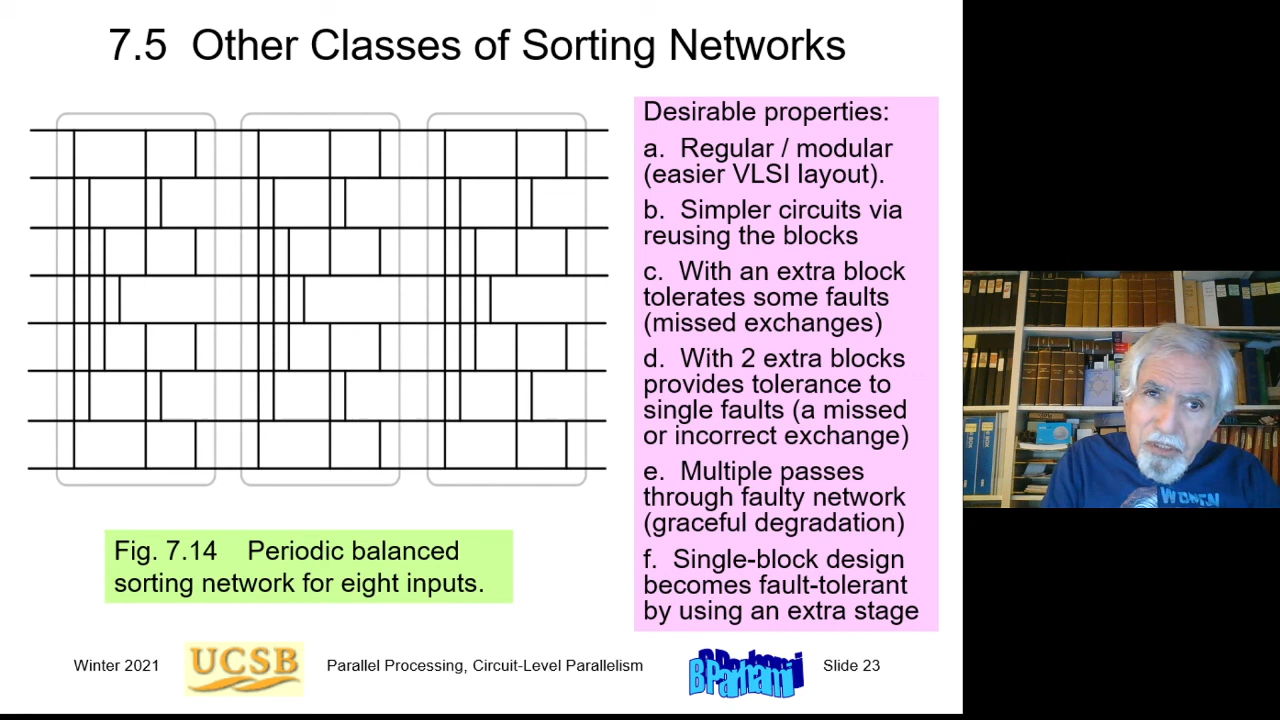 7.5 Other Classes of Sorting Networks
Desirable properties:
a. Regular / modular
(easier VLSI layout).
b. Simpler circuits via
reusing the blocks
c. With an extra block
tolerates some faults
(missed exchanges)
d. With 2 extra blocks
provides tolerance to
single faults (a missed
or incorrect exchange)
e. Multiple passes
through faulty network
(graceful degradation)
f. Single-block design
becomes fault-tolerant
by using an extra stage
Fig. 7.14 Periodic balanced
sorting network for eight inputs.
Winter 2021
UCSB
Parallel Processing, Circuit-Level Parallelism
B Parhami
Slide 23